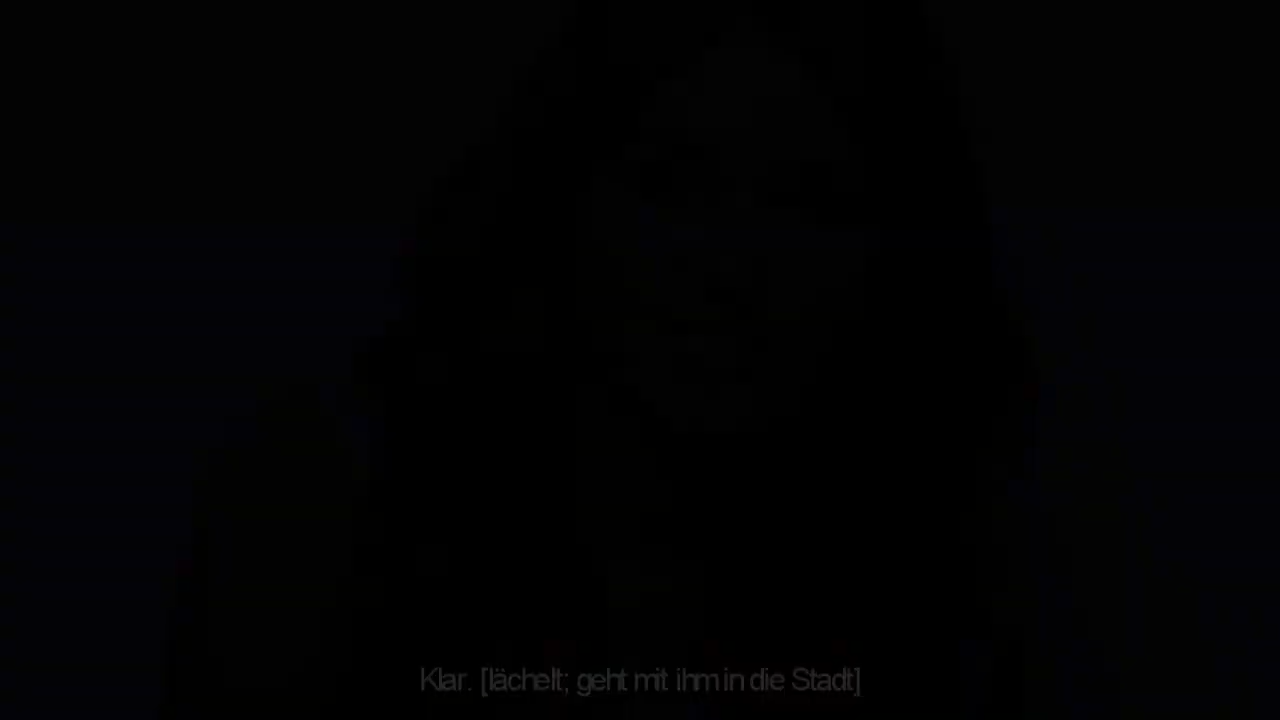 Klar. [lächelt; geht mit ihm in die Stadt]